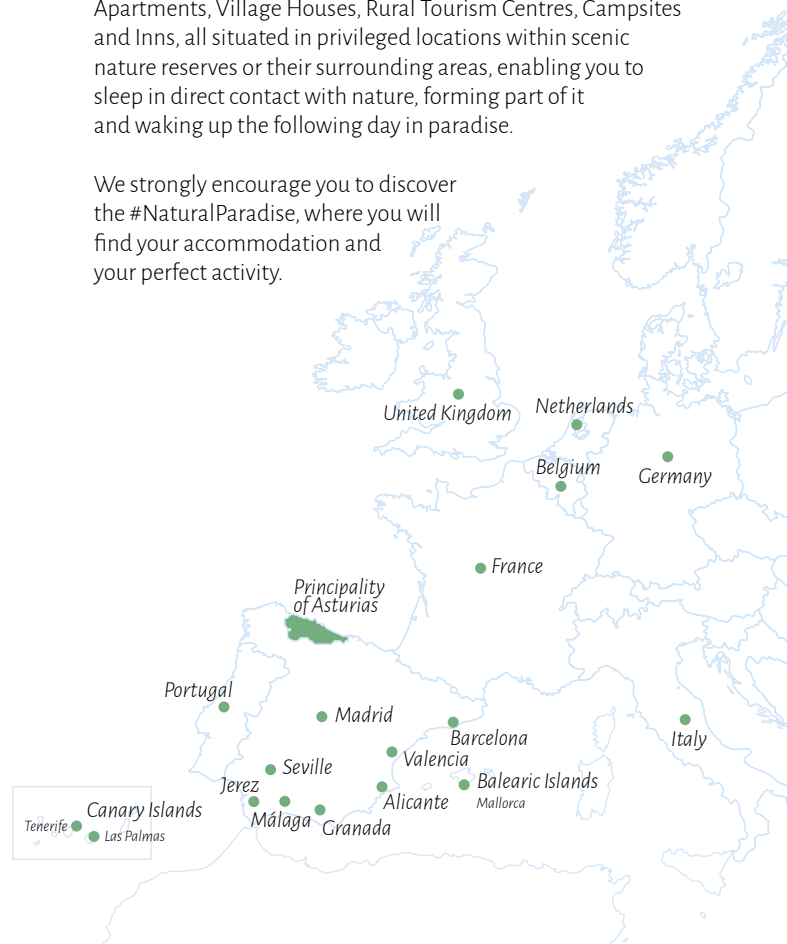 Apartments, Village Houses, Rural Tourism Centres, Campsites
and Inns, all situated in privileged locations within scenic
nature reserves or their surrounding areas, enabling you to
sleep in direct contact with nature, forming part of it
and waking up the following day in paradise.
We strongly encourage you to discover
the #NaturalParadise, where you will
find your accommodation and
your perfect activity.
United Kingdom
Netherlands
Belgium
Germany
France
Principality
of Asturias
Portugal
Madrid
Barcelona
Italy
Valencia
Seville
Jerez
Balearic Islands
Mallorca
Alicante
Málaga
Granada
Canary Islands
Tenerife
Las Palmas